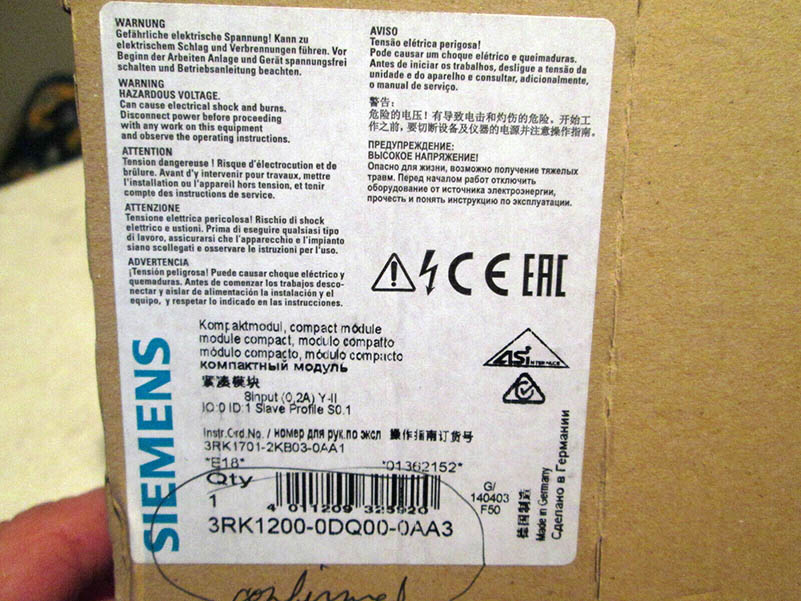 WARNUNG
Gefährliche elektrische Spannung! Kann zu
elektrischem Schlag und Verbrennungen führen. Vor
Beginn der Arbeiten Anlage und Gerät spannungsfrei
schalten und Betriebsanleitung beachten.
WARNING
HAZARDOUS VOLTAGE.
Can cause electrical shock and burns.
Disconnect power before proceeding
with any work on this equipment
and observe the operating instructions.
ATTENTION
Tension dangereuse ! Risque d'électrocution et de
brûlure. Avant d'y intervenir pour travaux, mettre
l'installation ou l'appareil hors tension, et tenir
compte des instructions de service.
ATTENZIONE
Tensione elettrica pericolosa! Rischio di shock
elettrico e ustioni. Prima di eseguire qualsiasi tipo
di lavoro, assicurarsi che l'apparecchio e l'impianto
siano scollegati e osservare le istruzioni per l'uso.
ADVERTENCIA
¡Tensión peligrosa! Puede causar choque eléctrico y
quemaduras. Antes de comenzar los trabajos desco-
nectar y aislar de alimentación la instalación y el
equipo, y respetar lo indicado en las instrucciones.
AVISO
Tensão elétrica perigosa!
Pode causar um choque elétrico e queimaduras.
Antes de iniciar os trabalhos, desligue a tensão da
unidade e do aparelho e consultar, adicionalmente,
o manual de serviço.
警告:
危险的电压! 有导致电击和灼伤的危险, 开始工
作之前, 要切断设备及仪器的电源并注意操作指南。
ПРЕДУПРЕЖДЕНИЕ:
ВЫСОКОЕ НАПРЯЖЕНИЕ!
Опасно для жизни, возможно получение тяжелых
травм. Перед началом работ отключить
оборудование от источника электроэнергии,
прочесть и понять инструкцию по эксплуатации.
CE EAC
SIEMENS
Kompaktmodul, compact module
module compact, modulo compatto
módulo compacto, módulo compacto
компактный модуль
紧凑模块
8Input (0,2A) Y-II
IO:0 ID:1 Slave Profile S0.1
ASi INTERFACE
Instr.Ord.No. / номер для рук.по эксл 操作指南订货号
3RK1701-2KB03-0AA1
*E18* *01362152*
Qty
1
4 011209 325920
3RK1200-0DQ00-0AA3
G/
140403
F50
德国制造
Made in Germany
Сделано в Германии
confirmed